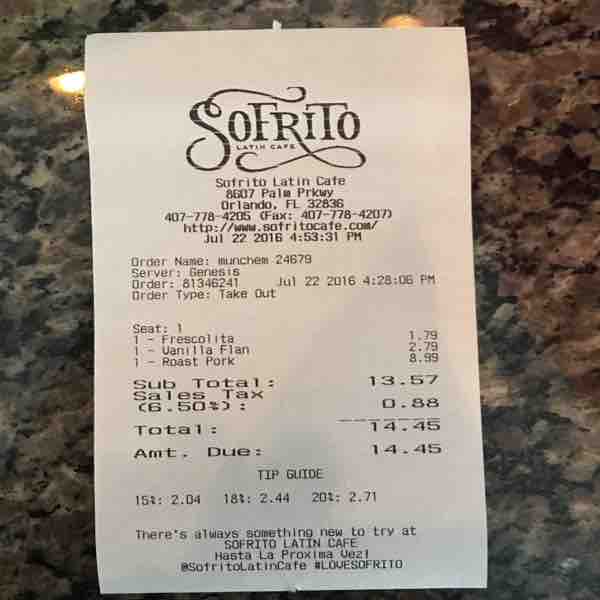 SOFRITO
LATIN CAFE
Sofrito Latin Cafe
8607 Palm Prkwy
Orlando, FL 32836
407-778-4205 (Fax: 407-778-4207)
http://www.sofritocafe.com/
Jul 22 2016 4:53:31 PM
Order Name: munchem 24679
Server: Genesis
Order: 81346241 Jul 22 2016 4:28:06 PM
Order Type: Take Out
Seat: 1
1 - Frescolita 1.79
1 - Vanilla Flan 2.79
1 - Roast Pork 8.99
Sub Total: 13.57
Sales Tax
(6.50%): 0.88
Total: 14.45
Amt. Due: 14.45
TIP GUIDE
15%: 2.04 18%: 2.44 20%: 2.71
There's always something new to try at
SOFRITO LATIN CAFE
Hasta La Proxima Vez!
@SofritoLatinCafe #LOVESOFRITO